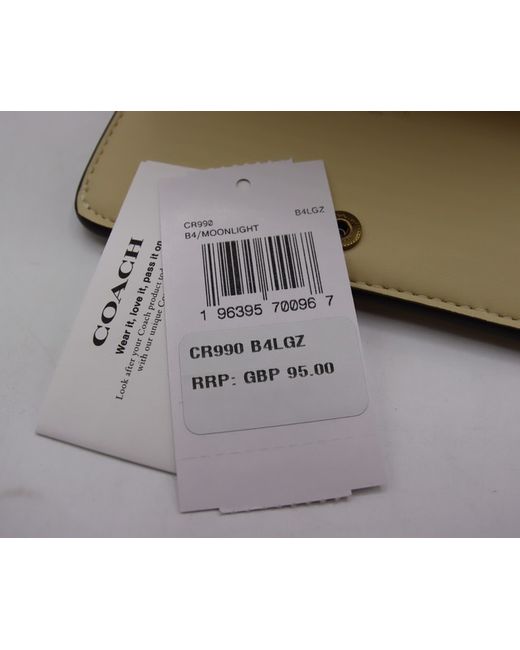 CR990 B4LGZ
B4/MOONLIGHT
1 96395 70096 7
CR990 B4LGZ
RRP: GBP 95.00
COACH
Wear it, love it, pass it on
Look after your Coach product
with our unique